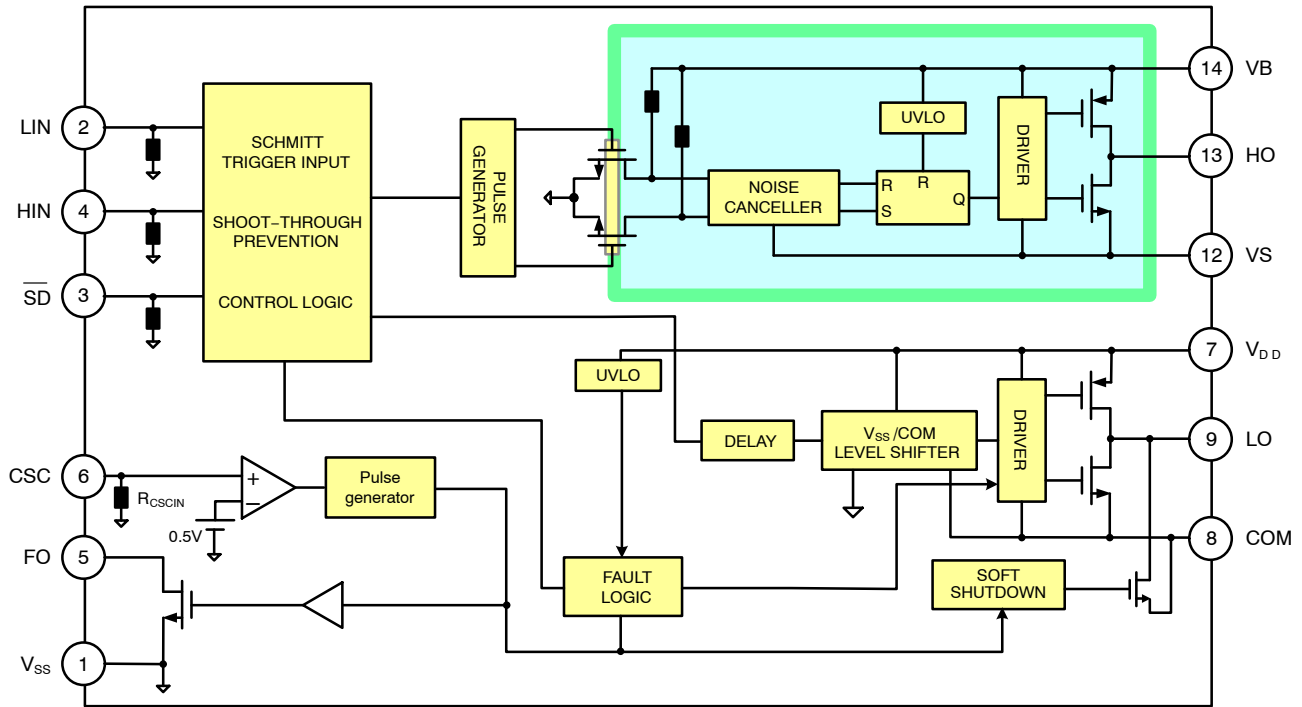 LIN
2
HIN
4
SD
3
CSC
6
FO
5
VSS
1
SCHMITT
TRIGGER INPUT
SHOOT−THROUGH
PREVENTION
CONTROL LOGIC
PULSE
GENERATOR
NOISE
CANCELLER
UVLO
R
R
S
Q
DRIVER
14
VB
13
HO
12
VS
UVLO
DELAY
VSS/COM
LEVEL SHIFTER
DRIVER
7
VDD
9
LO
8
COM
RCSCIN
+
−
0.5V
Pulse
generator
FAULT
LOGIC
SOFT
SHUTDOWN